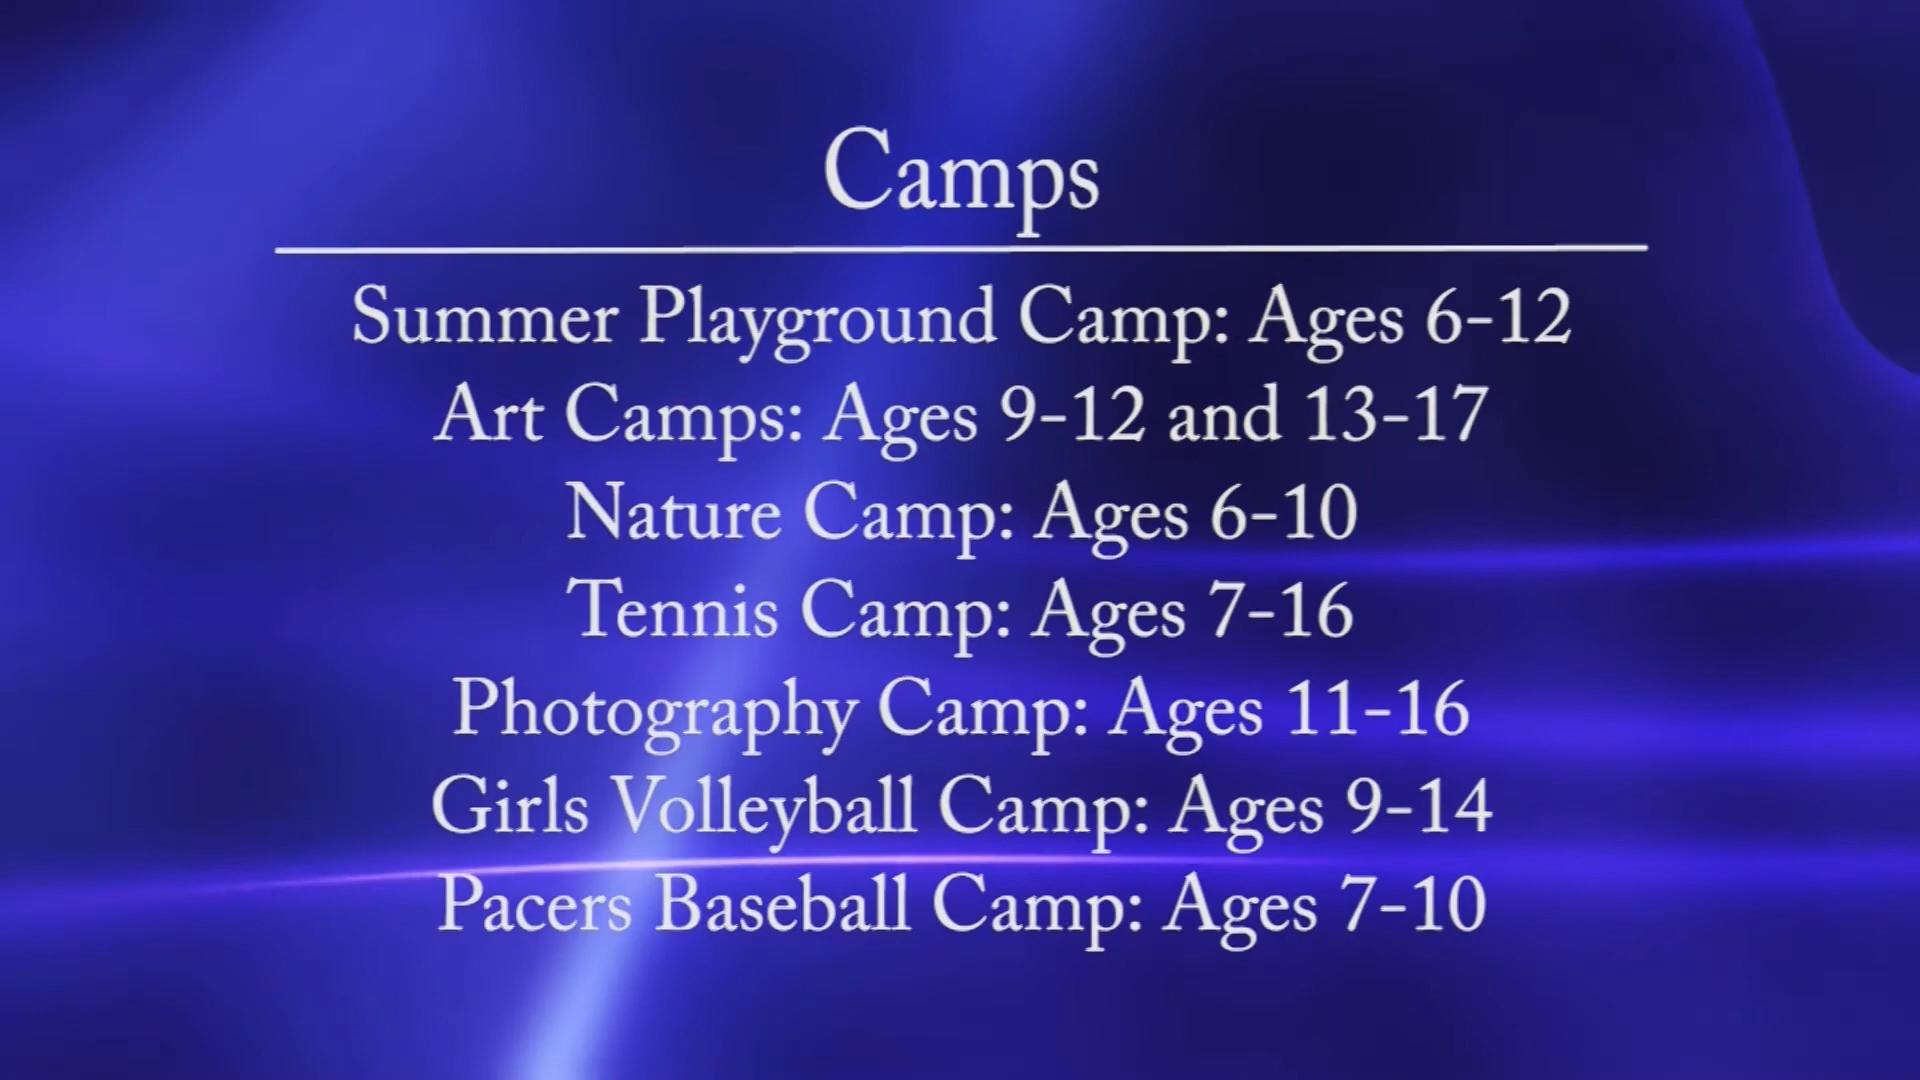 Camps
Summer Playground Camp: Ages 6-12
Art Camps: Ages 9-12 and 13-17
Nature Camp: Ages 6-10
Tennis Camp: Ages 7-16
Photography Camp: Ages 11-16
Girls Volleyball Camp: Ages 9-14
Pacers Baseball Camp: Ages 7-10